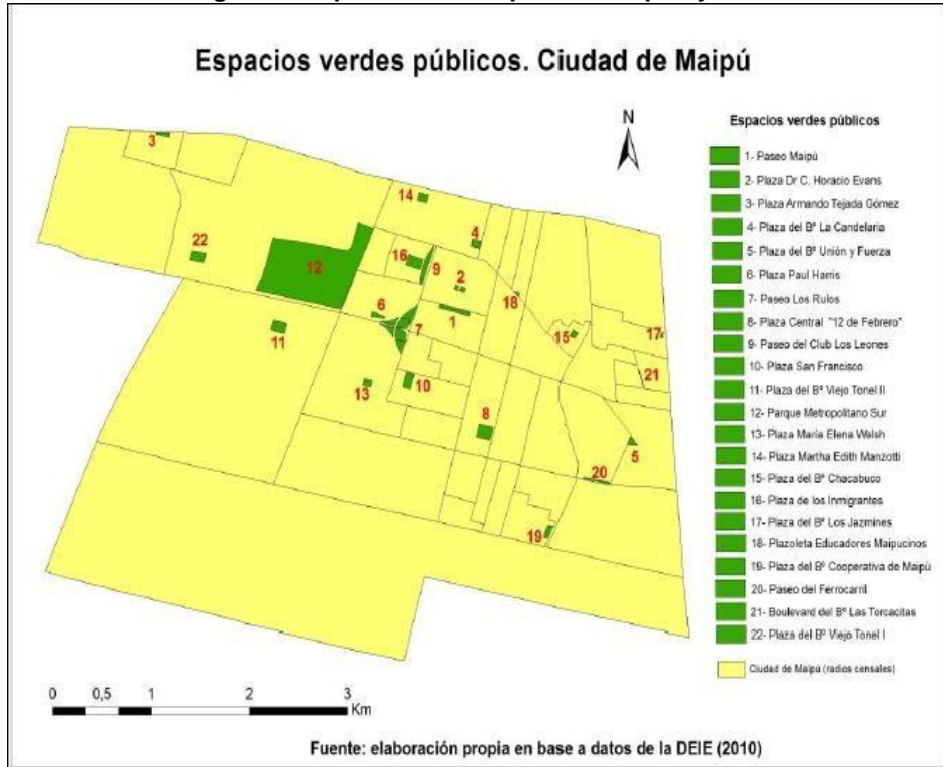 Espacios verdes públicos. Ciudad de Maipú
N
Espacios verdes públicos
1- Paseo Maipú
2- Plaza Dr C. Horacio Evans
3- Plaza Armando Tejada Gómez
4- Plaza del Bº La Candelaria
5- Plaza del Bº Unión y Fuerza
6- Plaza Paul Harris
7- Paseo Los Rulos
8- Plaza Central "12 de Febrero"
9- Paseo del Club Los Leones
10- Plaza San Francisco
11- Plaza del Bº Viejo Tonel II
12- Parque Metropolitano Sur
13- Plaza María Elena Walsh
14- Plaza Martha Edith Manzotti
15- Plaza del Bº Chacabuco
16- Plaza de los Inmigrantes
17- Plaza del Bº Los Jazmines
18- Plazoleta Educadores Maipucinos
19- Plaza del Bº Cooperativa de Maipú
20- Paseo del Ferrocarril
21- Boulevard del Bº Las Torcacitas
22- Plaza del Bº Viejo Tonel I
Ciudad de Maipú (radios censales)
3
14
22
12
16
9
4
2
18
6
7
1
15
17
11
21
13
10
8
5
20
19
0 0,5 1 2 3
Km
Fuente: elaboración propia en base a datos de la DEIE (2010)